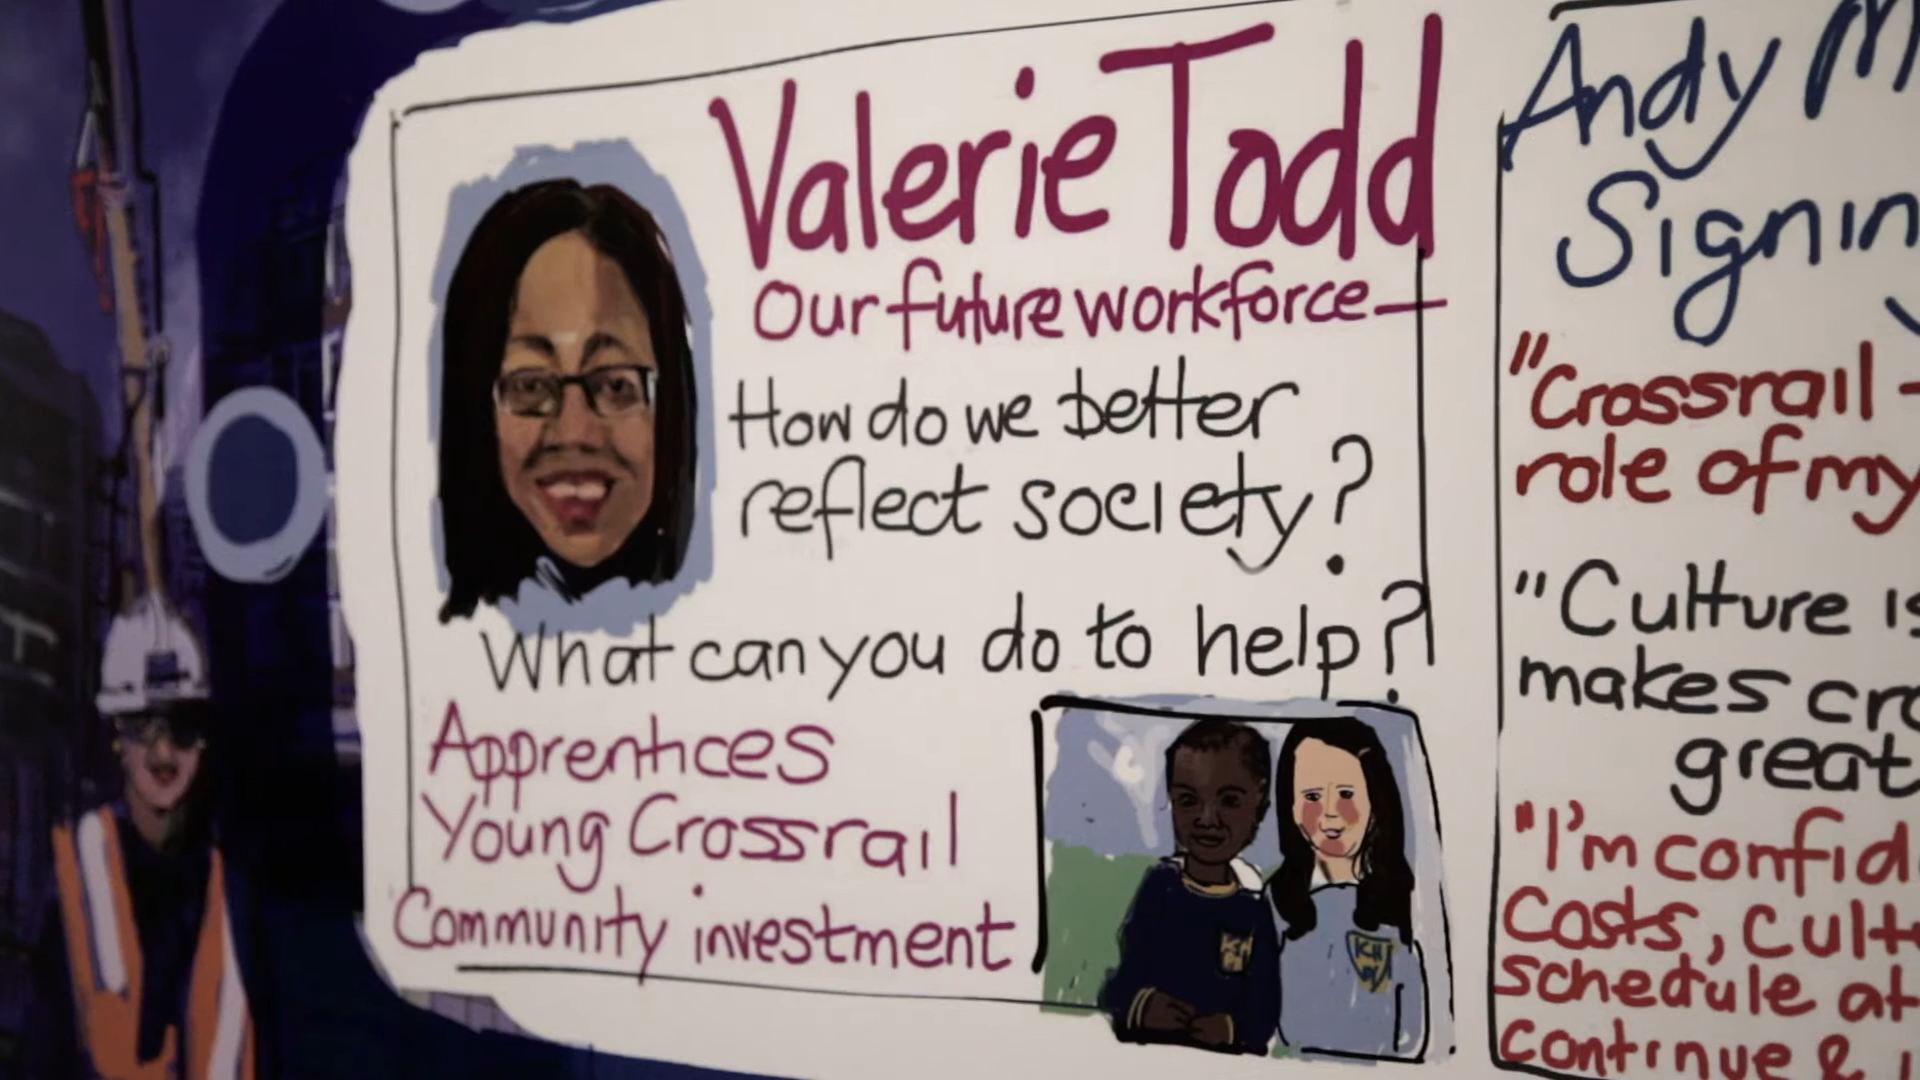 Valerie Todd
Our future workforce—
How do we better
reflect society?
What can you do to help?
Apprentices
Young Crossrail
Community investment
Andy
Signin
"Crossrail -
role of my
"Culture is
makes cr
great
"I'm confid
Costs, cult
schedule at
continue &